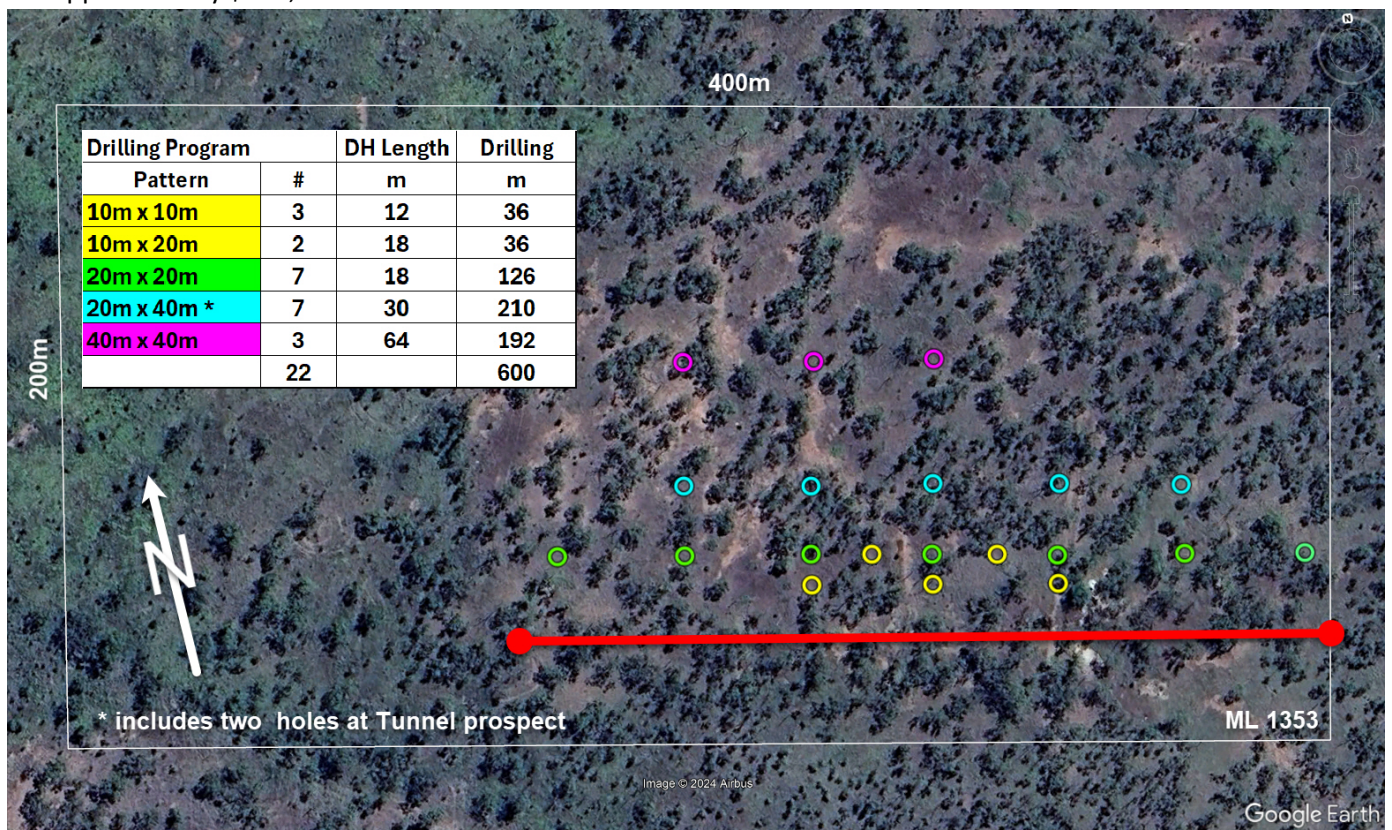 400m
Drilling Program DH Length Drilling
Pattern # m m
10m x 10m 3 12 36
10m x 20m 2 18 36
20m x 20m 7 18 126
20m x 40m * 7 30 210
40m x 40m 3 64 192
22 600
200m
N
* includes two holes at Tunnel prospect
ML 1353
Image © 2024 Airbus
Google Earth